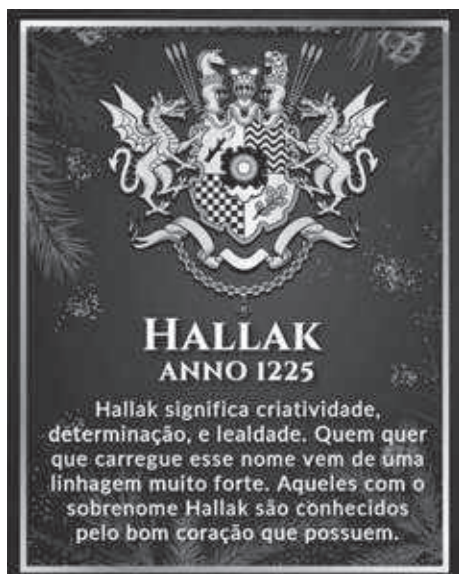 HALLAK
ANNO 1225
Hallak significa criatividade,
determinação, e lealdade. Quem quer
que carregue esse nome vem de uma
linhagem muito forte. Aqueles com o
sobrenome Hallak são conhecidos
pelo bom coração que possuem.